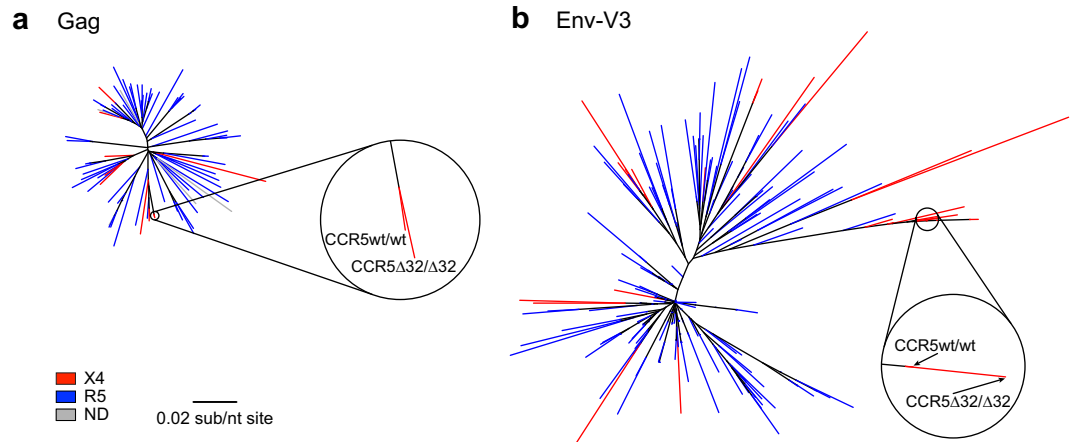 a Gag
b Env-V3
CCR5wt/wt
CCR5Δ32/Δ32
CCR5wt/wt
CCR5Δ32/Δ32
X4
R5
ND
0.02 sub/nt site